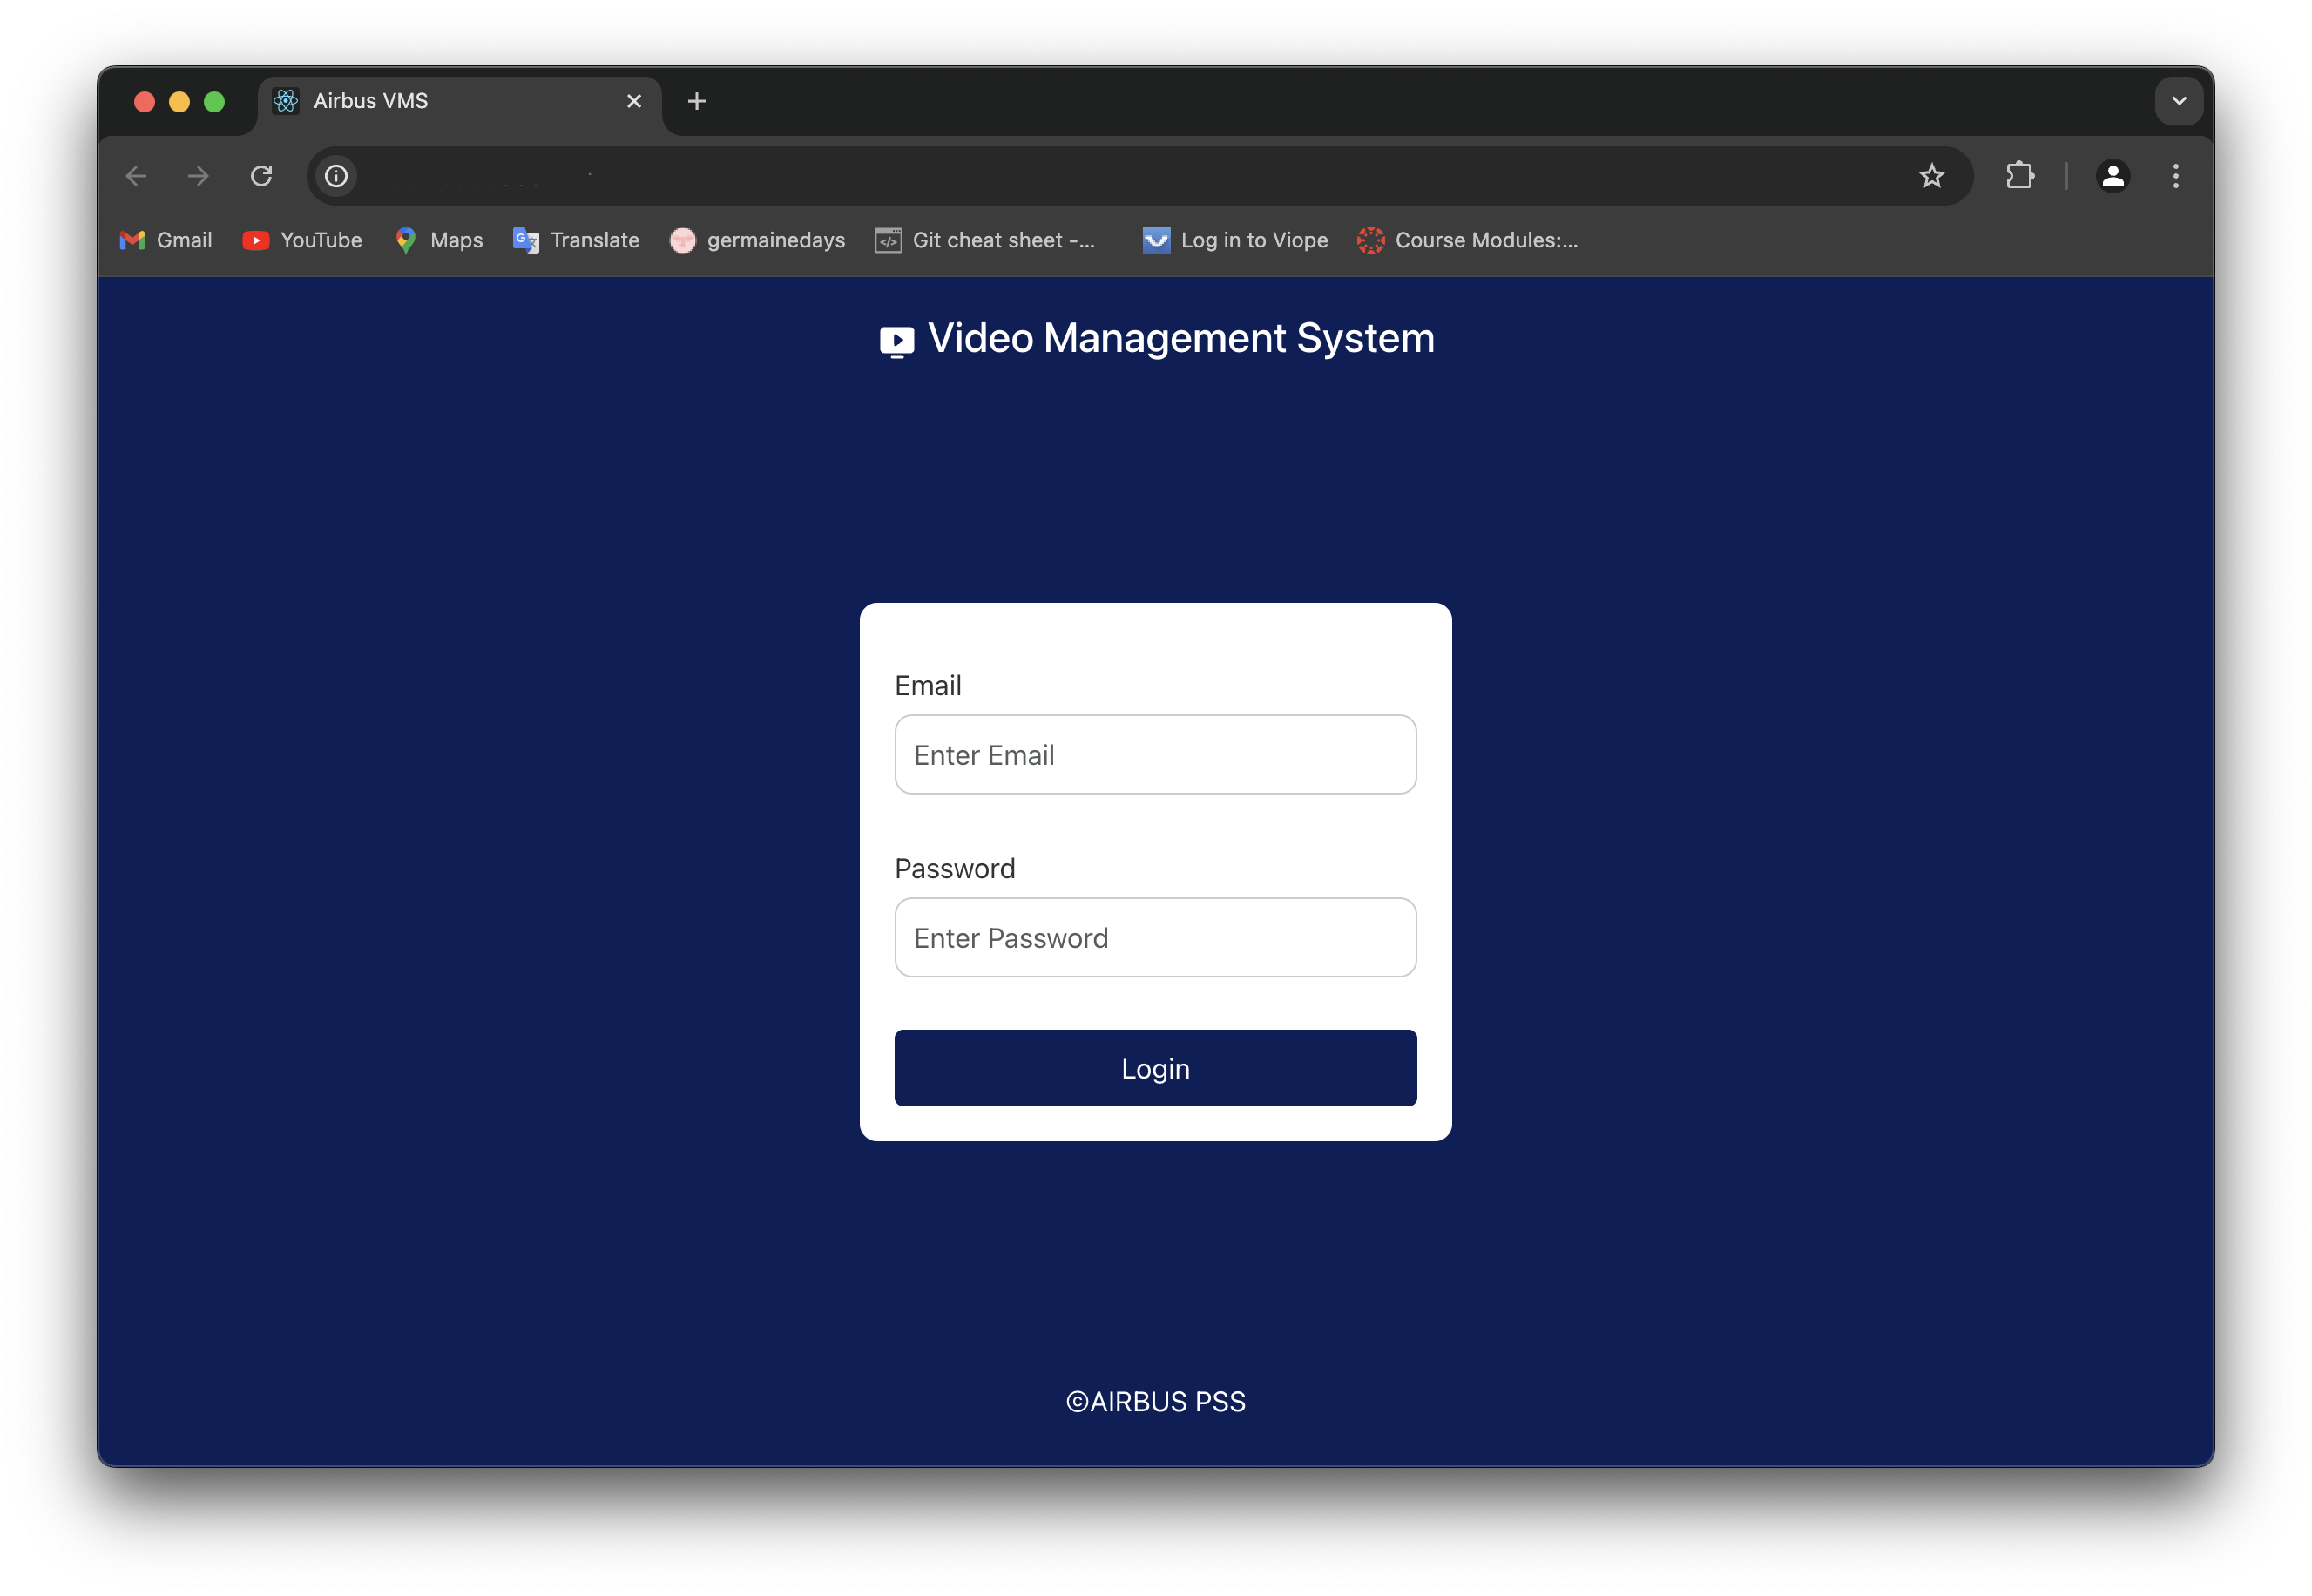 Airbus VMS
Gmail YouTube Maps Translate germainedays Git cheat sheet -... Log in to Viope Course Modules:...
Video Management System
Email
Enter Email
Password
Enter Password
Login
©AIRBUS PSS